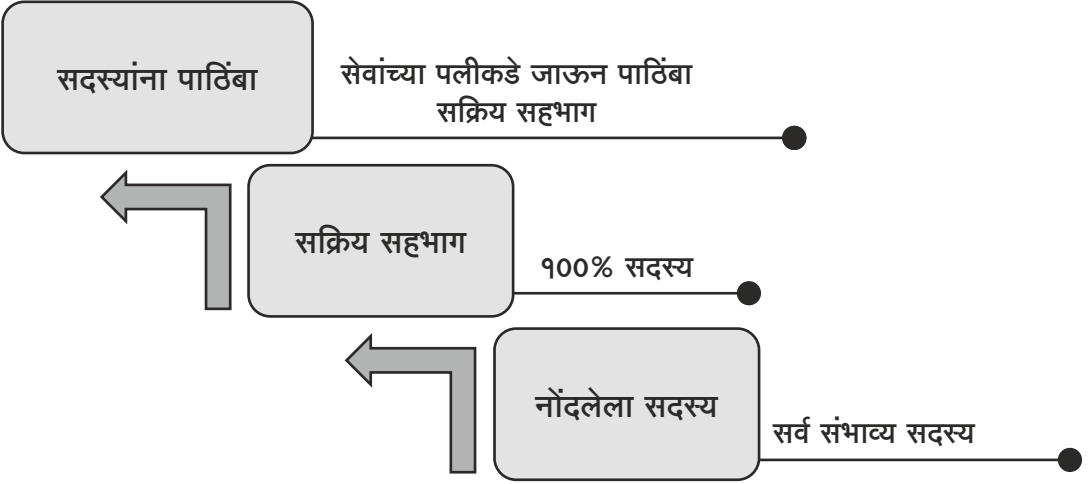 सदस्यांना पाठिंबा
सेवांच्या पलीकडे जाऊन पाठिंबा
सक्रिय सहभाग
सक्रिय सहभाग
१००% सदस्य
नोंदलेला सदस्य
सर्व संभाव्य सदस्य